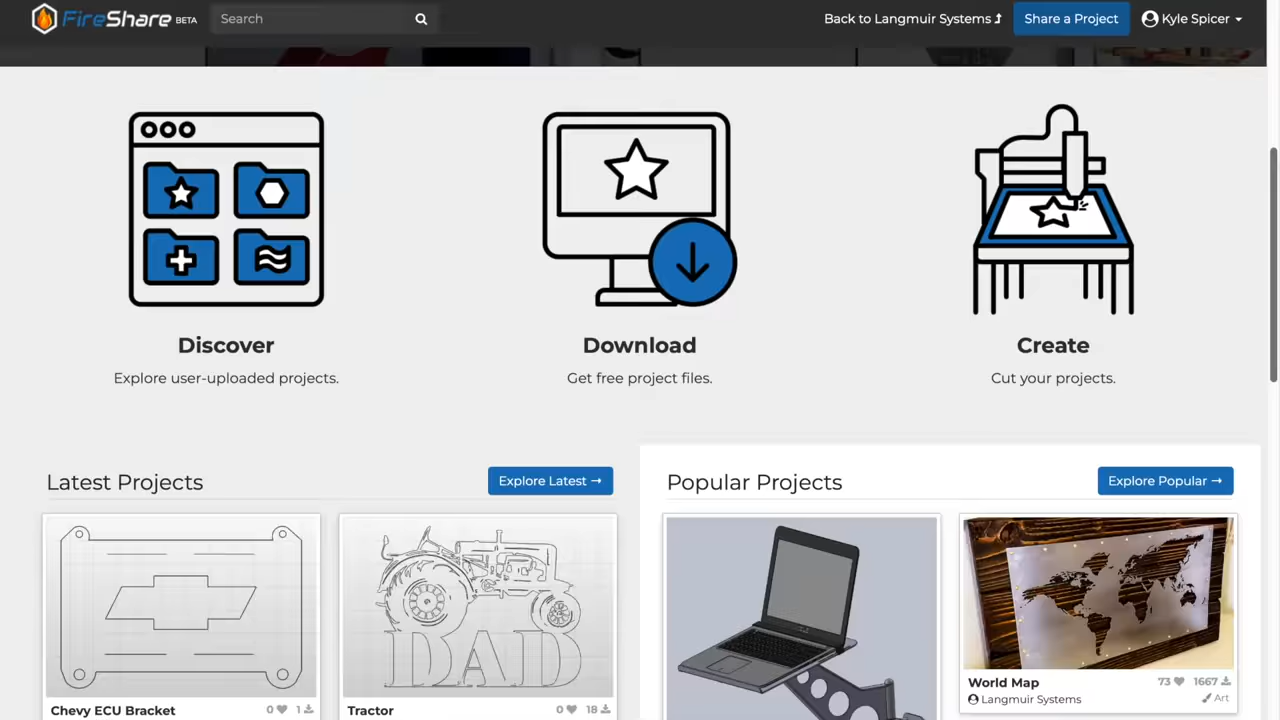 FireShare BETA
Search
Back to Langmuir Systems
Share a Project
Kyle Spicer
Discover
Explore user-uploaded projects.
Download
Get free project files.
Create
Cut your projects.
Latest Projects
Explore Latest →
Popular Projects
Explore Popular →
DAD
Chevy ECU Bracket
0
1
Tractor
0
18
World Map
73
1667
Langmuir Systems
Art